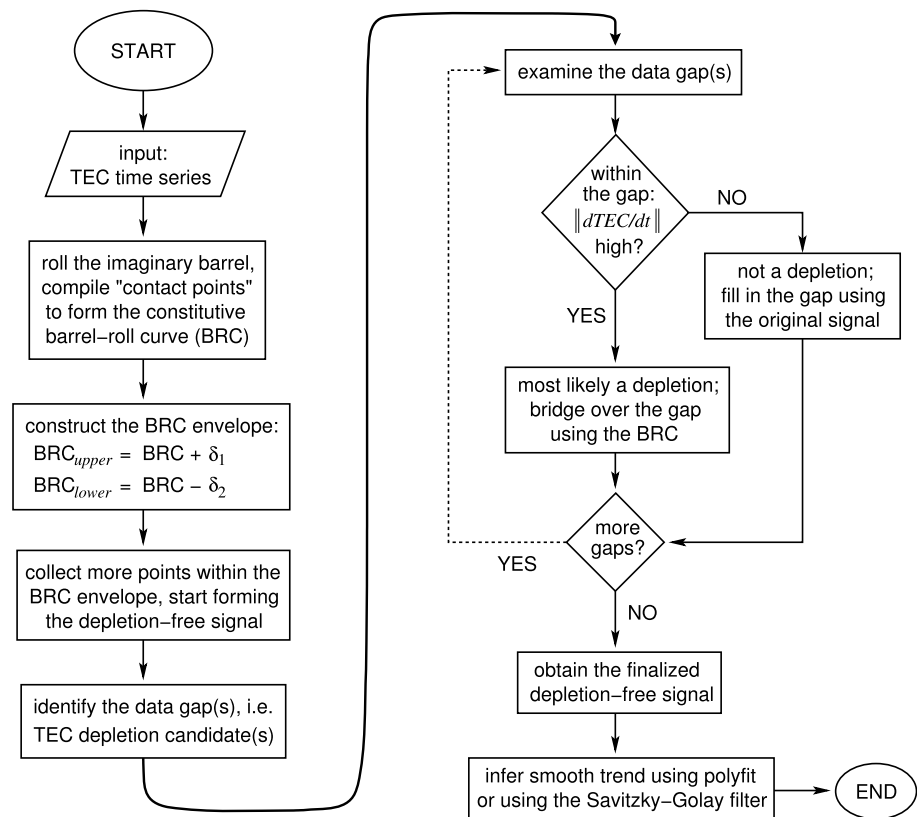 START
input:
TEC time series
roll the imaginary barrel,
compile "contact points"
to form the constitutive
barrel−roll curve (BRC)
construct the BRC envelope:
BRC_upper = BRC + δ_1
BRC_lower = BRC − δ_2
collect more points within the
BRC envelope, start forming
the depletion−free signal
identify the data gap(s), i.e.
TEC depletion candidate(s)
examine the data gap(s)
within
the gap:
‖dTEC/dt‖
high?
NO
not a depletion;
fill in the gap using
the original signal
YES
most likely a depletion;
bridge over the gap
using the BRC
more
gaps?
YES
NO
obtain the finalized
depletion−free signal
infer smooth trend using polyfit
or using the Savitzky−Golay filter
END